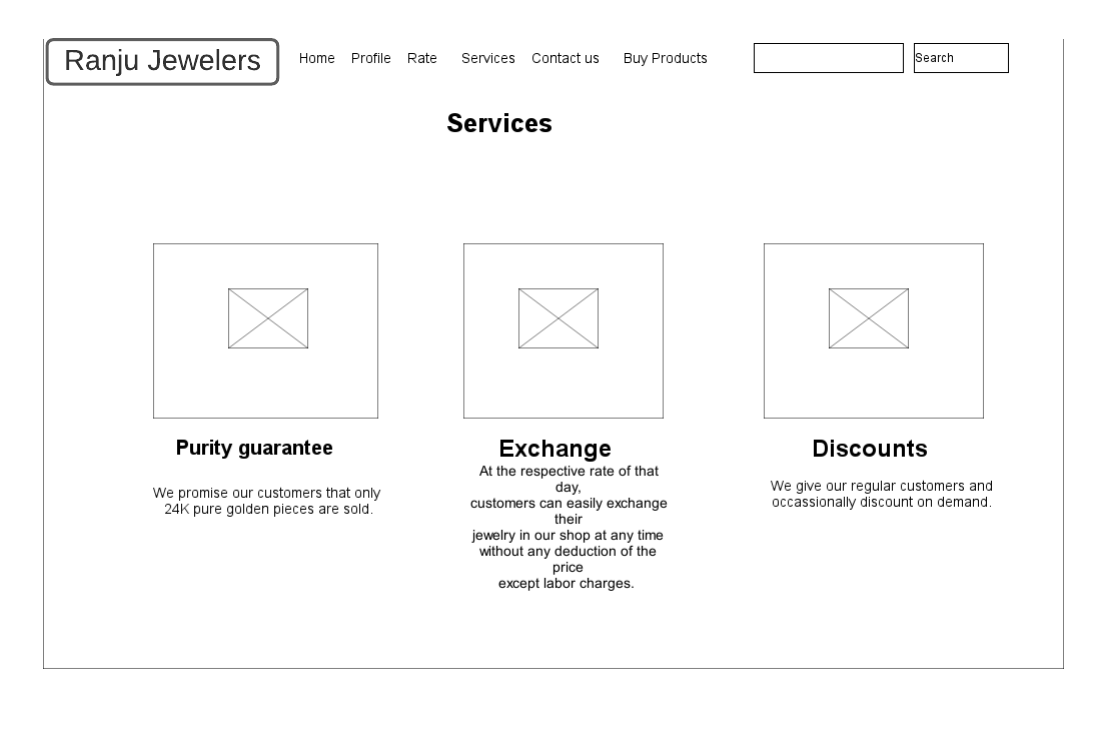 Ranju Jewelers
Home Profile Rate Services Contact us Buy Products Search
Services
Purity guarantee
We promise our customers that only
24K pure golden pieces are sold.
Exchange
At the respective rate of that
day,
customers can easily exchange
their
jewelry in our shop at any time
without any deduction of the
price
except labor charges.
Discounts
We give our regular customers and
occassionally discount on demand.